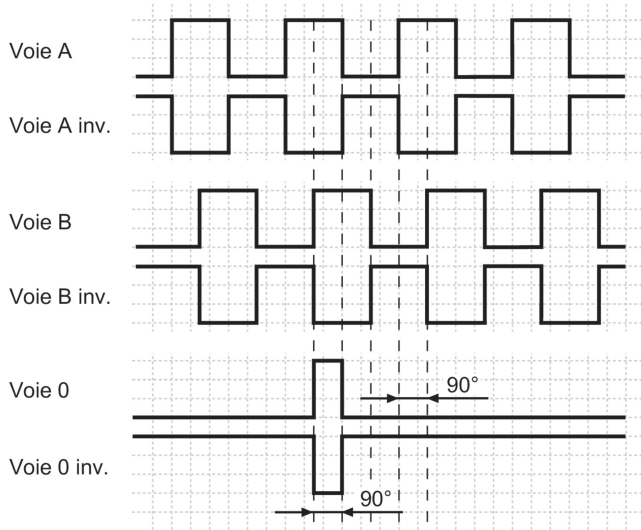 Voie A
Voie A inv.
Voie B
Voie B inv.
Voie 0
90°
Voie 0 inv.
90°